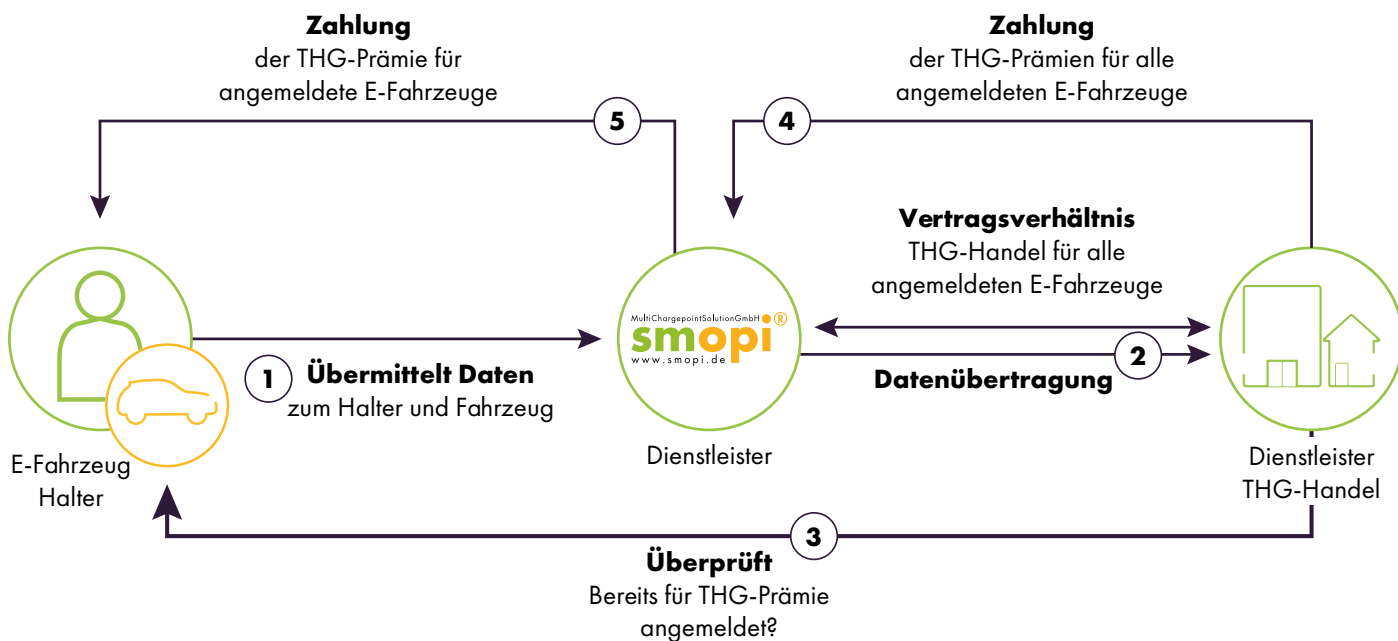 Zahlung
der THG-Prämie für
angemeldete E-Fahrzeuge
Zahlung
der THG-Prämien für alle
angemeldeten E-Fahrzeuge
5
4
Vertragsverhältnis
THG-Handel für alle
angemeldeten E-Fahrzeuge
MultiChargepointSolutionGmbH
smopi®
www.smopi.de
1
Übermittelt Daten
zum Halter und Fahrzeug
2
Datenübertragung
E-Fahrzeug
Halter
Dienstleister
Dienstleister
THG-Handel
3
Überprüft
Bereits für THG-Prämie
angemeldet?